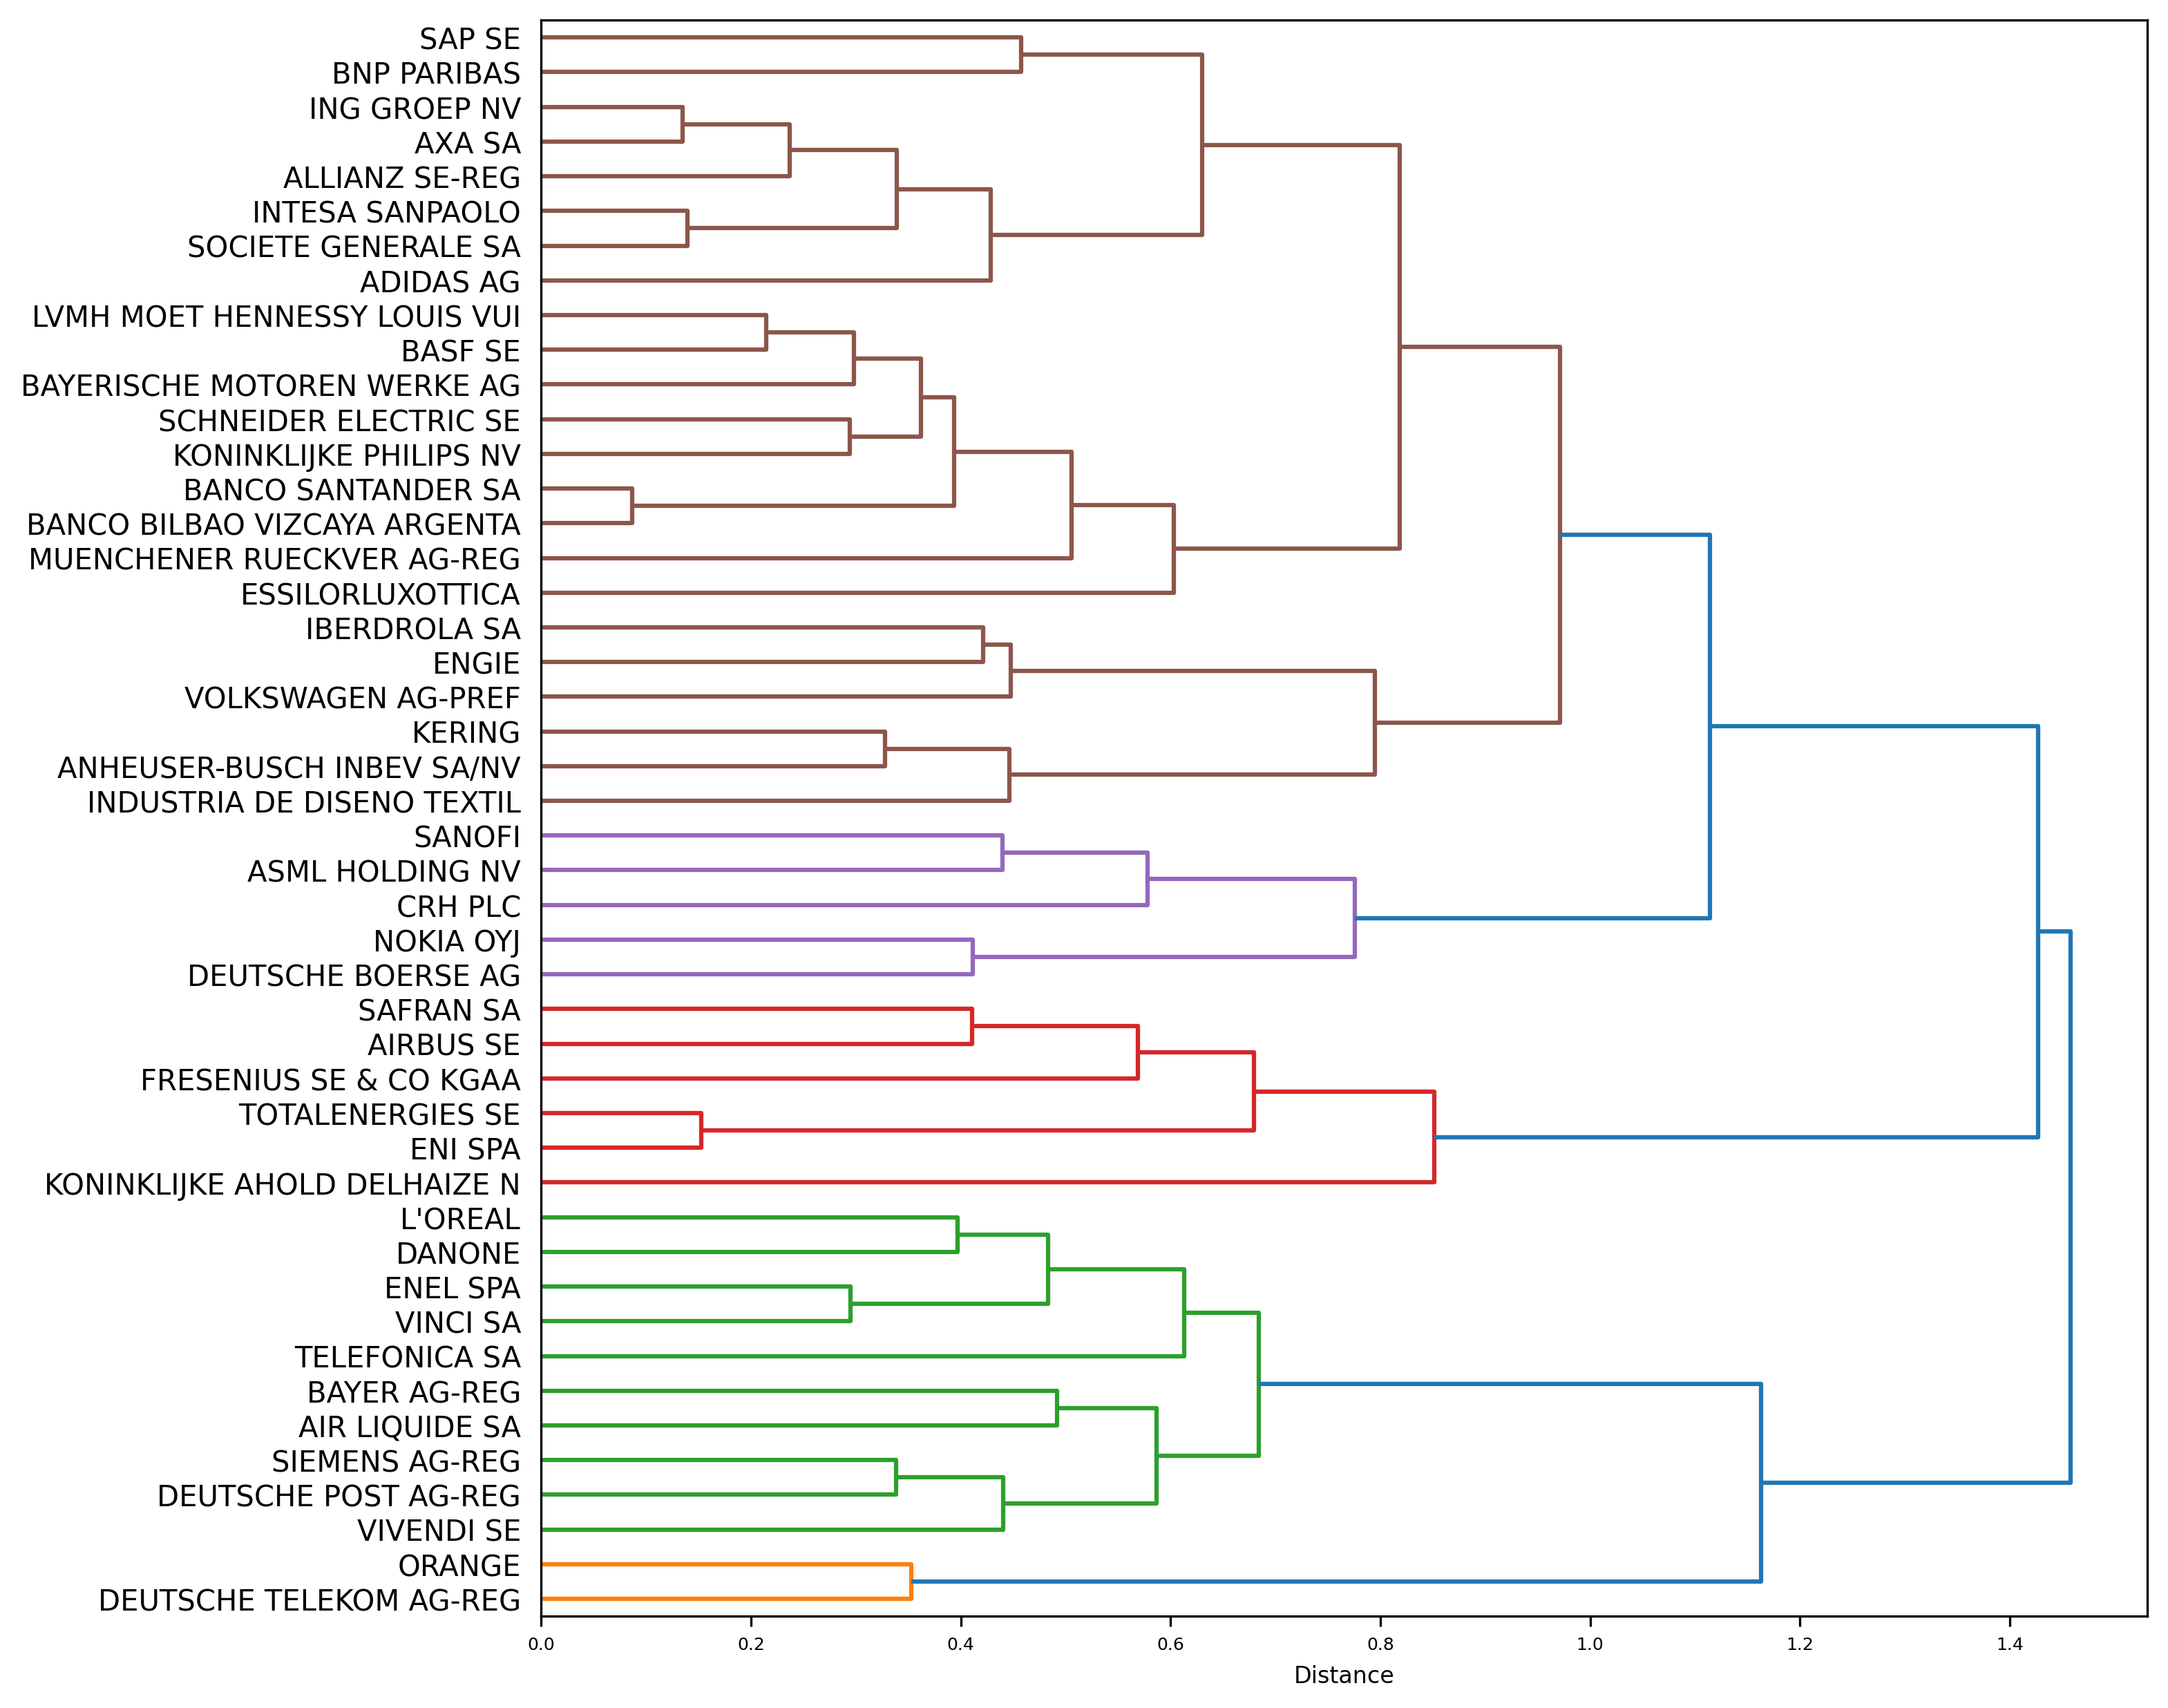 SAP SE
BNP PARIBAS
ING GROEP NV
AXA SA
ALLIANZ SE-REG
INTESA SANPAOLO
SOCIETE GENERALE SA
ADIDAS AG
LVMH MOET HENNESSY LOUIS VUI
BASF SE
BAYERISCHE MOTOREN WERKE AG
SCHNEIDER ELECTRIC SE
KONINKLIJKE PHILIPS NV
BANCO SANTANDER SA
BANCO BILBAO VIZCAYA ARGENTA
MUENCHENER RUECKVER AG-REG
ESSILORLUXOTTICA
IBERDROLA SA
ENGIE
VOLKSWAGEN AG-PREF
KERING
ANHEUSER-BUSCH INBEV SA/NV
INDUSTRIA DE DISENO TEXTIL
SANOFI
ASML HOLDING NV
CRH PLC
NOKIA OYJ
DEUTSCHE BOERSE AG
SAFRAN SA
AIRBUS SE
FRESENIUS SE & CO KGAA
TOTALENERGIES SE
ENI SPA
KONINKLIJKE AHOLD DELHAIZE N
L'OREAL
DANONE
ENEL SPA
VINCI SA
TELEFONICA SA
BAYER AG-REG
AIR LIQUIDE SA
SIEMENS AG-REG
DEUTSCHE POST AG-REG
VIVENDI SE
ORANGE
DEUTSCHE TELEKOM AG-REG
0.0 0.2 0.4 0.6 0.8 1.0 1.2 1.4
Distance